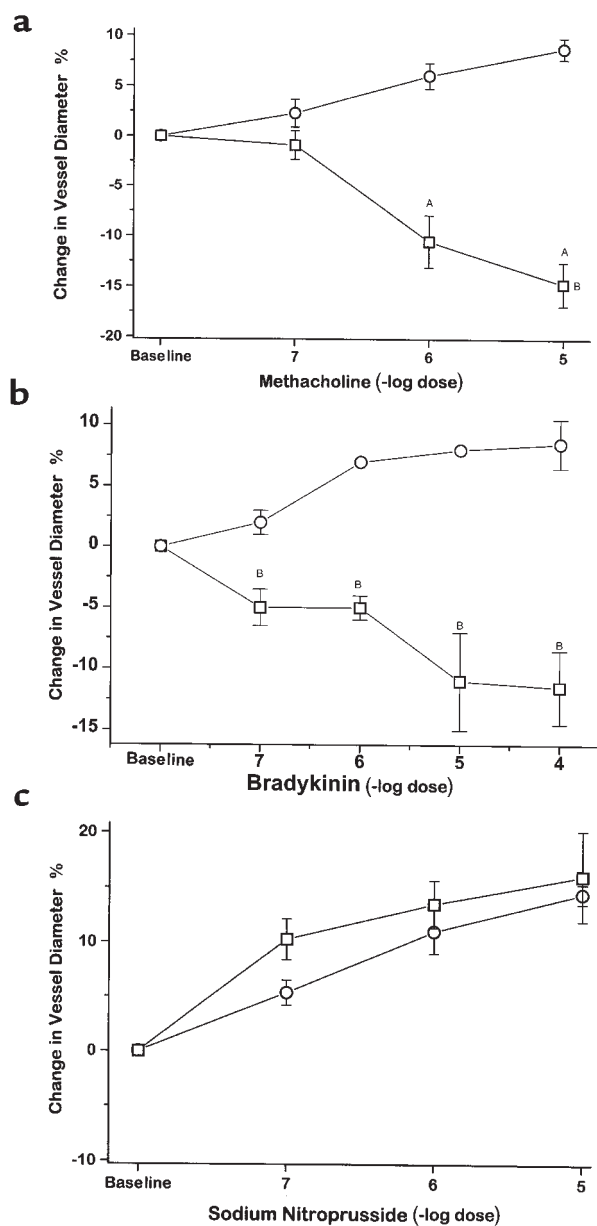 a
Change in Vessel Diameter %
10
5
0
-5
-10
-15
-20
A
A
B
Baseline 7 6 5
Methacholine (-log dose)
b
Change in Vessel Diameter %
10
5
0
-5
-10
-15
B
B
B
B
Baseline 7 6 5 4
Bradykinin (-log dose)
c
Change in Vessel Diameter %
20
10
0
-10
Baseline 7 6 5
Sodium Nitroprusside (-log dose)